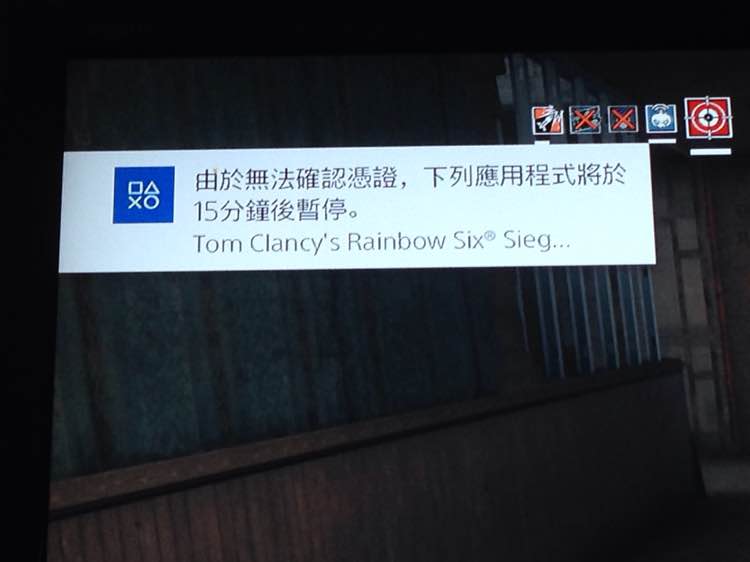 由於無法確認憑證，下列應用程式將於
15分鐘後暫停。
Tom Clancy's Rainbow Six® Sieg...